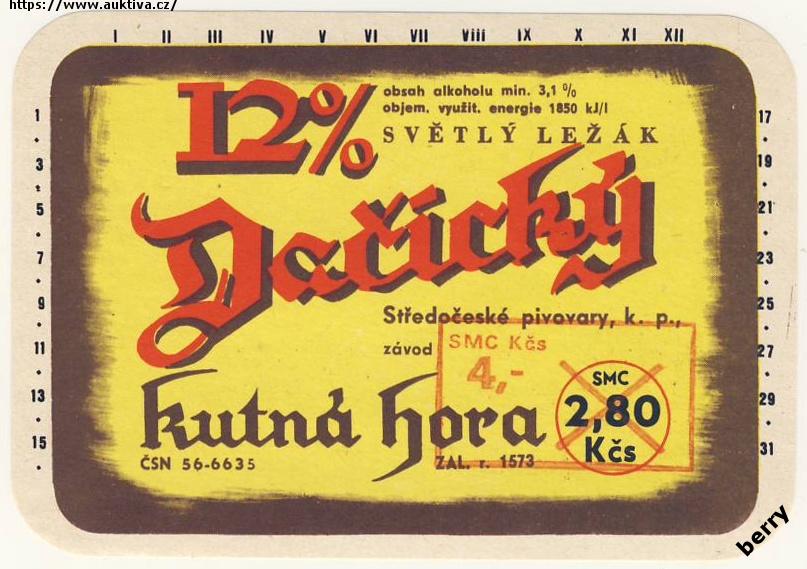 https://www.auktiva.cz/
I II III IV V VI VII VIII IX X XI XII
12%
obsah alkoholu min. 3,1 %
objem. využit. energie 1850 kJ/l
SVĚTLÝ LEŽÁK
Dačický
Středočeské pivovary, k. p.,
závod
kutná hora
ČSN 56-6635
ZAL. r. 1573
SMC Kčs
4,-
SMC
2,80
Kčs
1
3
5
7
9
11
13
15
17
19
21
23
25
27
29
31
berry